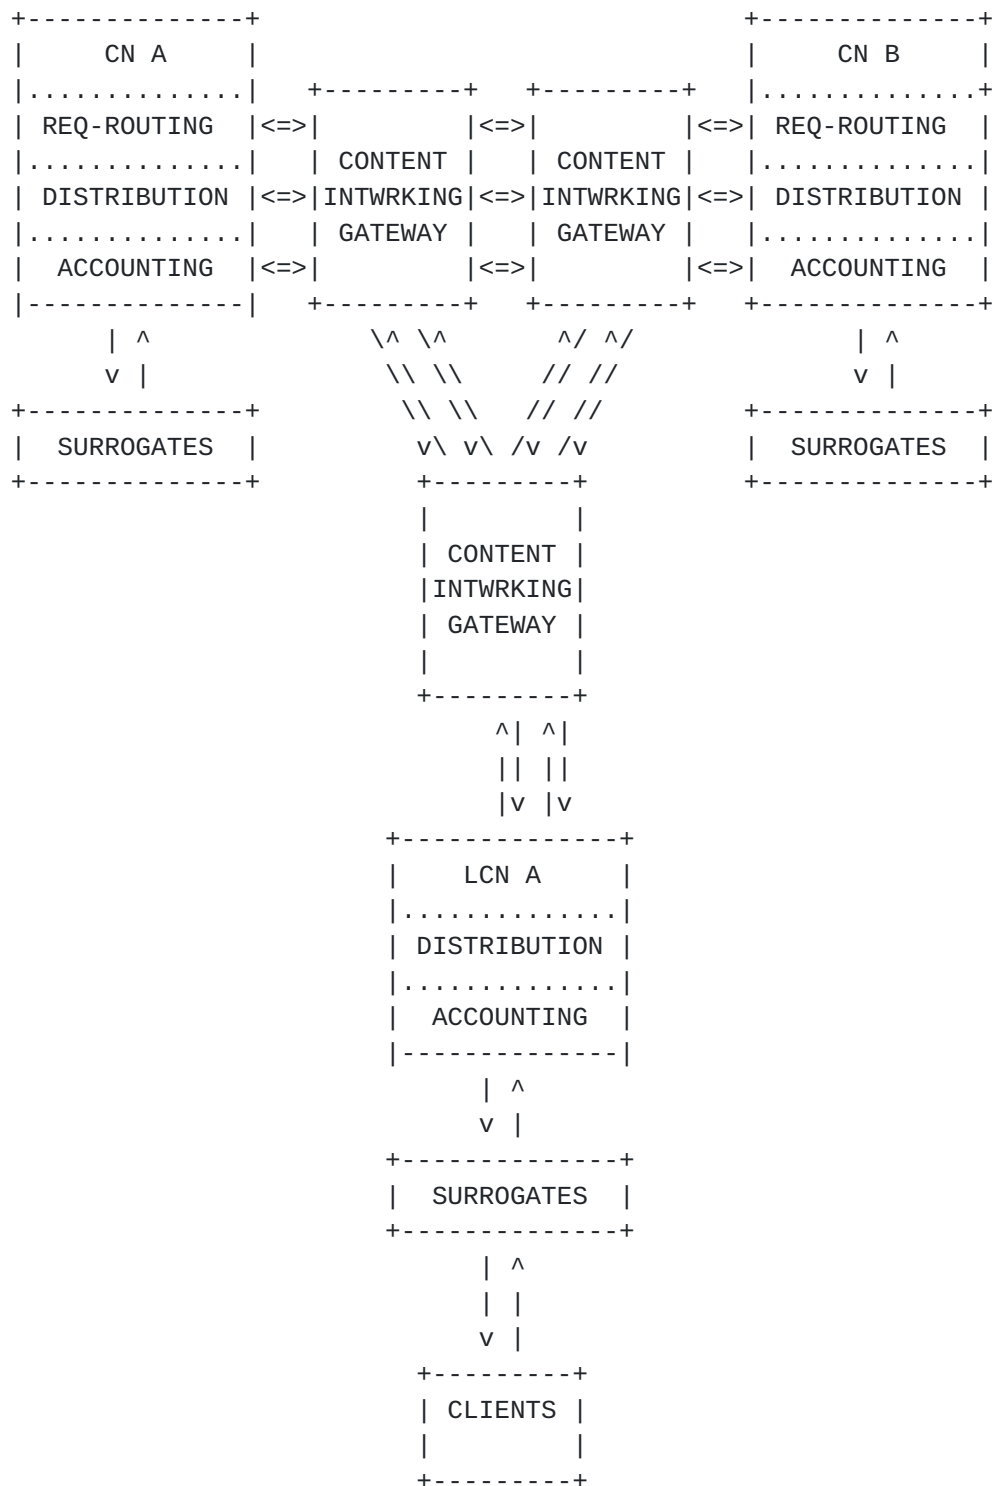 +--------------+                                +--------------+
|     CN A     |                                |     CN B     |
|..............|   +---------+   +---------+    |..............+
| REQ-ROUTING  |<=>|         |<=>|         |<=>| REQ-ROUTING  |
|..............|   | CONTENT |   | CONTENT |   |..............|
| DISTRIBUTION |<=>|INTWRKING|<=>|INTWRKING|<=>| DISTRIBUTION |
|..............|   | GATEWAY |   | GATEWAY |   |..............|
|  ACCOUNTING  |<=>|         |<=>|         |<=>|  ACCOUNTING  |
|--------------|   +---------+   +---------+   +--------------+
      | ^              \^ \^       ^/ ^/              | ^
      v |               \\ \\     // //               v |
+--------------+         \\ \\   // //         +--------------+
|  SURROGATES  |          v\ v\ /v /v          |  SURROGATES  |
+--------------+          +---------+          +--------------+
                          |         |
                          | CONTENT |
                          |INTWRKING|
                          | GATEWAY |
                          |         |
                          +---------+
                               ^| ^|
                               || ||
                               |v |v
                        +--------------+
                        |    LCN A     |
                        |..............|
                        | DISTRIBUTION |
                        |..............|
                        |  ACCOUNTING  |
                        |--------------|
                              | ^
                              v |
                        +--------------+
                        |  SURROGATES  |
                        +--------------+
                              | ^
                              | |
                              v |
                          +---------+
                          | CLIENTS |
                          |         |
                          +---------+